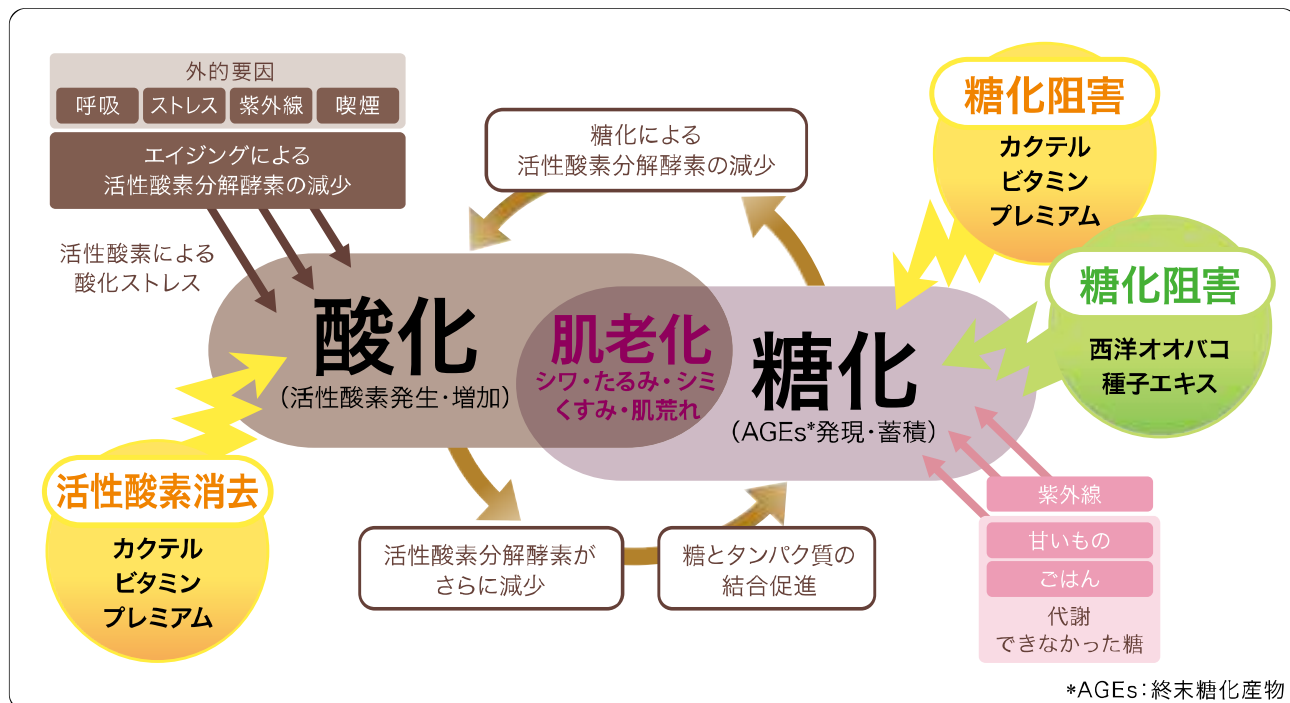 外的要因
呼吸 ストレス 紫外線 喫煙
エイジングによる
活性酸素分解酵素の減少
活性酸素による
酸化ストレス
糖化による
活性酸素分解酵素の減少
糖化阻害
カクテル
ビタミン
プレミアム
糖化阻害
西洋オオバコ
種子エキス
酸化
(活性酸素発生・増加)
肌老化
シワ・たるみ・シミ
くすみ・肌荒れ
糖化
(AGEs*発現・蓄積)
活性酸素消去
カクテル
ビタミン
プレミアム
活性酸素分解酵素が
さらに減少
糖とタンパク質の
結合促進
紫外線
甘いもの
ごはん
代謝
できなかった糖
*AGEs：終末糖化産物